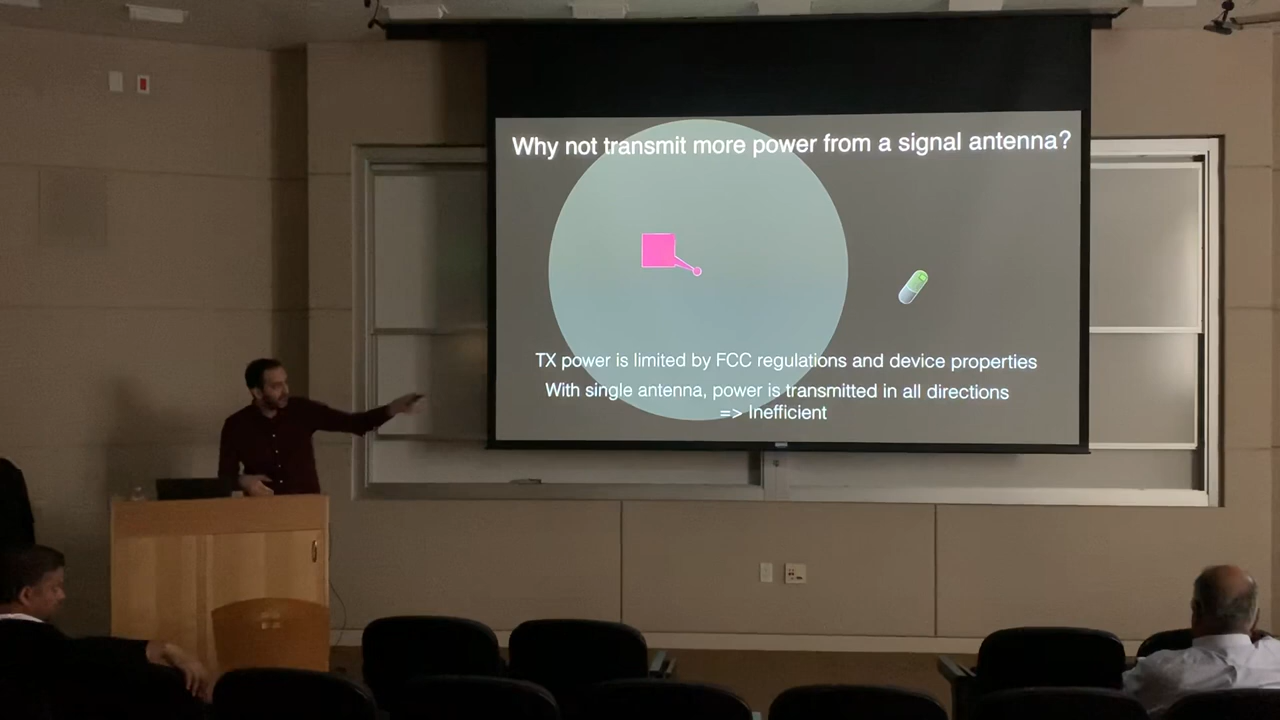 Why not transmit more power from a signal antenna?
TX power is limited by FCC regulations and device properties
With single antenna, power is transmitted in all directions
=> Inefficient